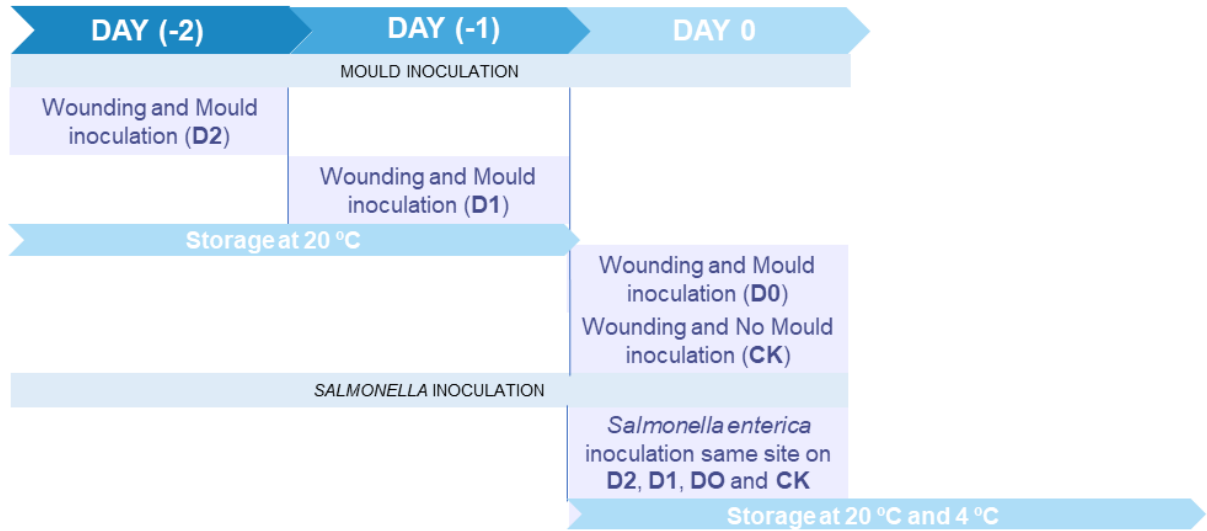 DAY (-2) DAY (-1) DAY 0
MOULD INOCULATION
Wounding and Mould
inoculation (D2)
Wounding and Mould
inoculation (D1)
Storage at 20 ºC
Wounding and Mould
inoculation (D0)
Wounding and No Mould
inoculation (CK)
SALMONELLA INOCULATION
Salmonella enterica
inoculation same site on
D2, D1, DO and CK
Storage at 20 ºC and 4 ºC